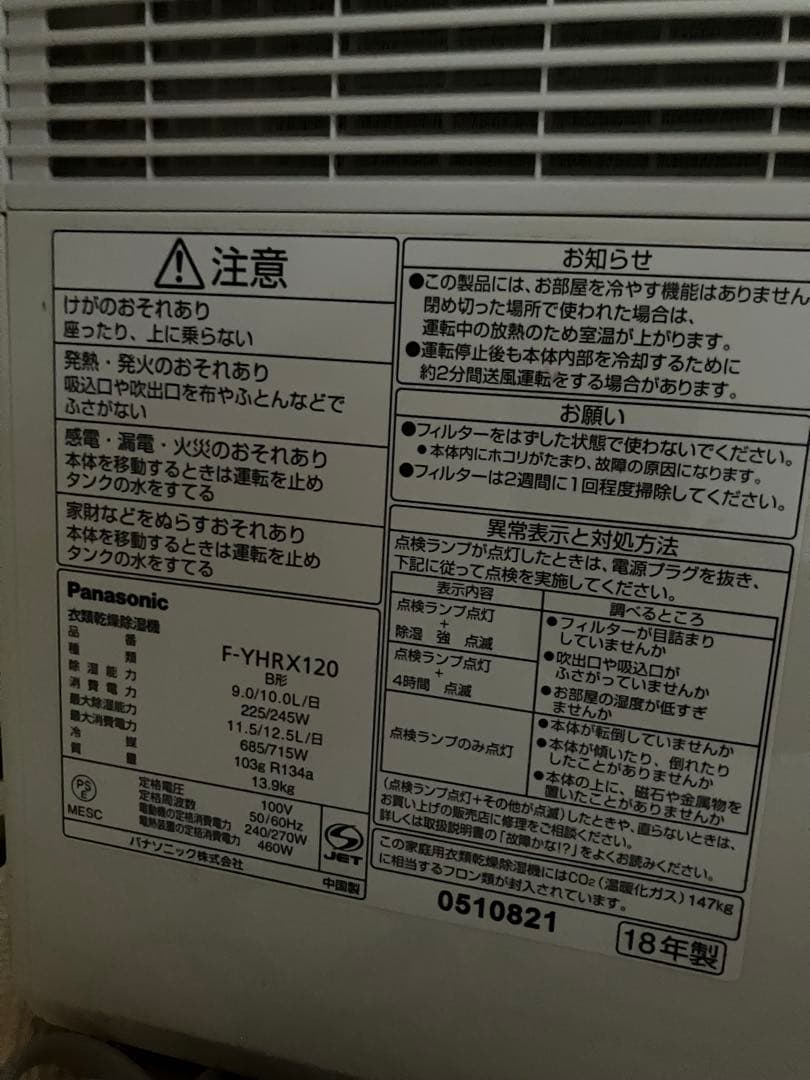 注意
けがのおそれあり
座ったり、上に乗らない
発熱・発火のおそれあり
吸込口や吹出口を布やふとんなどで
ふさがない
感電・漏電・火災のおそれあり
本体を移動するときは運転を止め
タンクの水をすてる
家財などをぬらすおそれあり
本体を移動するときは運転を止め
タンクの水をすてる
Panasonic
衣類乾燥除湿機
品番 F-YHRX120
種類 B形
除湿能力 9.0/10.0L/日
消費電力 225/245W
最大除湿能力 11.5/12.5L/日
最大消費電力 685/715W
冷媒 103g R134a
質量 13.9kg
PS E
MESC
定格電圧 100V
定格周波数 50/60Hz
電動機の定格消費電力 240/270W
電熱装置の定格消費電力 460W
JET
パナソニック株式会社
中国製
お知らせ
●この製品には、お部屋を冷やす機能はありません
閉め切った場所で使われた場合は、
運転中の放熱のため室温が上がります。
●運転停止後も本体内部を冷却するために
約2分間送風運転をする場合があります。
お願い
●フィルターをはずした状態で使わないでください。
●本体内にホコリがたまり、故障の原因になります。
●フィルターは2週間に1回程度掃除してください。
異常表示と対処方法
点検ランプが点灯したときは、電源プラグを抜き、
下記に従って点検を実施してください。
表示内容
調べるところ
点検ランプ点灯
+
除湿 強 点滅
点検ランプ点灯
+
4時間 点滅
●フィルターが目詰まり
していませんか
●吹出口や吸込口が
ふさがっていませんか
●お部屋の湿度が低すぎ
ませんか
点検ランプのみ点灯
●本体が転倒していませんか
●本体が傾いたり、倒れたり
したことがありませんか
●本体の上に、磁石や金属物を
置いたことがありませんか
(点検ランプ点灯+その他が点滅)したときや、直らないときは、
お買い上げの販売店に修理をご相談ください。
詳しくは取扱説明書の「故障かな!?」をよくお読みください。
この家庭用衣類乾燥除湿機にはCO2(温暖化ガス)147kg
に相当するフロン類が封入されています。
0510821
18年製